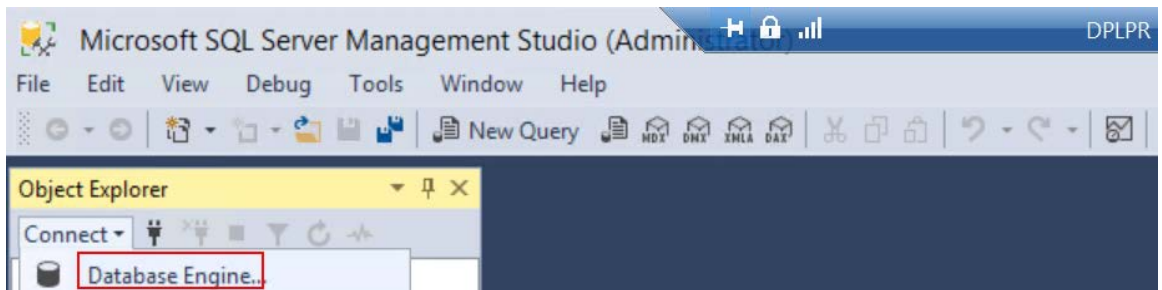 Microsoft SQL Server Management Studio (Administrator)
DPLPR
File Edit View Debug Tools Window Help
New Query MDX DMX XMLA DAX
Object Explorer
Connect
Database Engine...